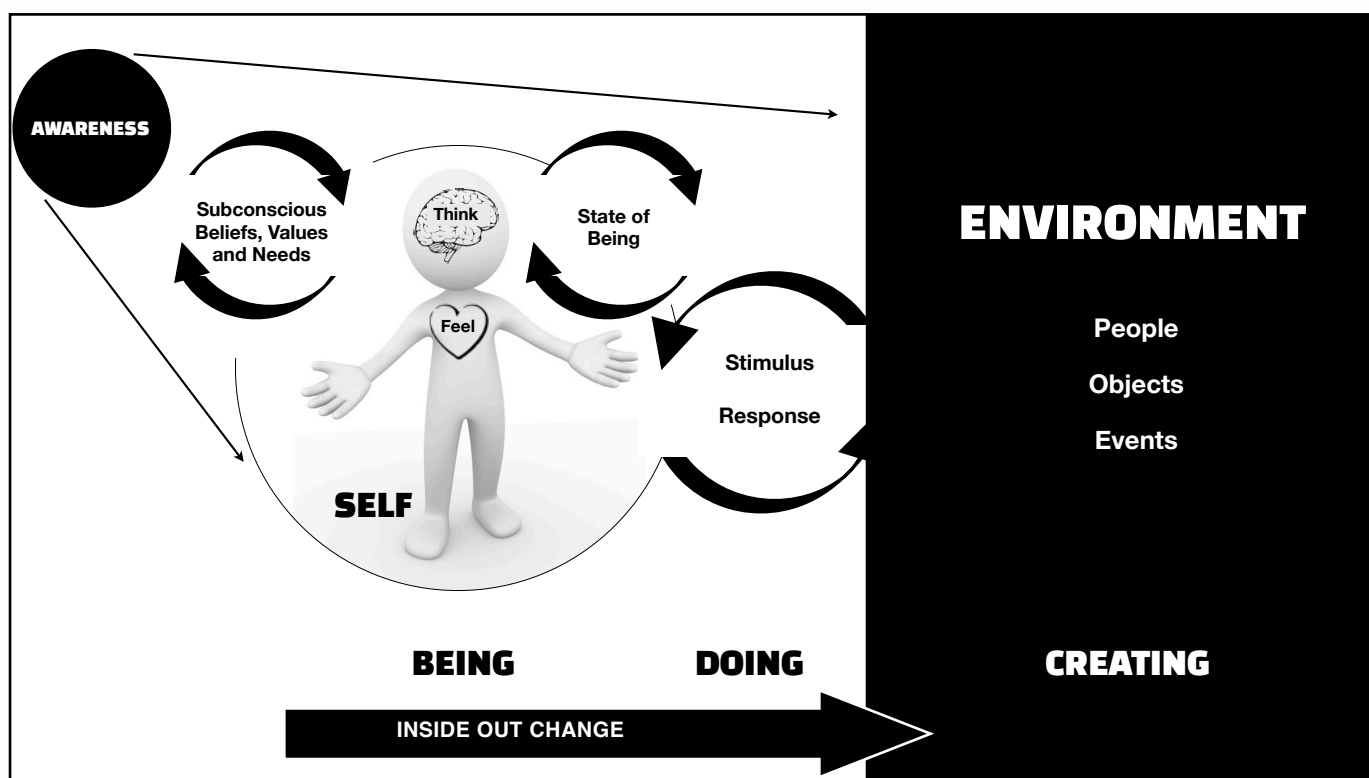 AWARENESS
Subconscious
Beliefs, Values
and Needs
Think
Feel
SELF
State of
Being
Stimulus
Response
ENVIRONMENT
People
Objects
Events
BEING
DOING
CREATING
INSIDE OUT CHANGE